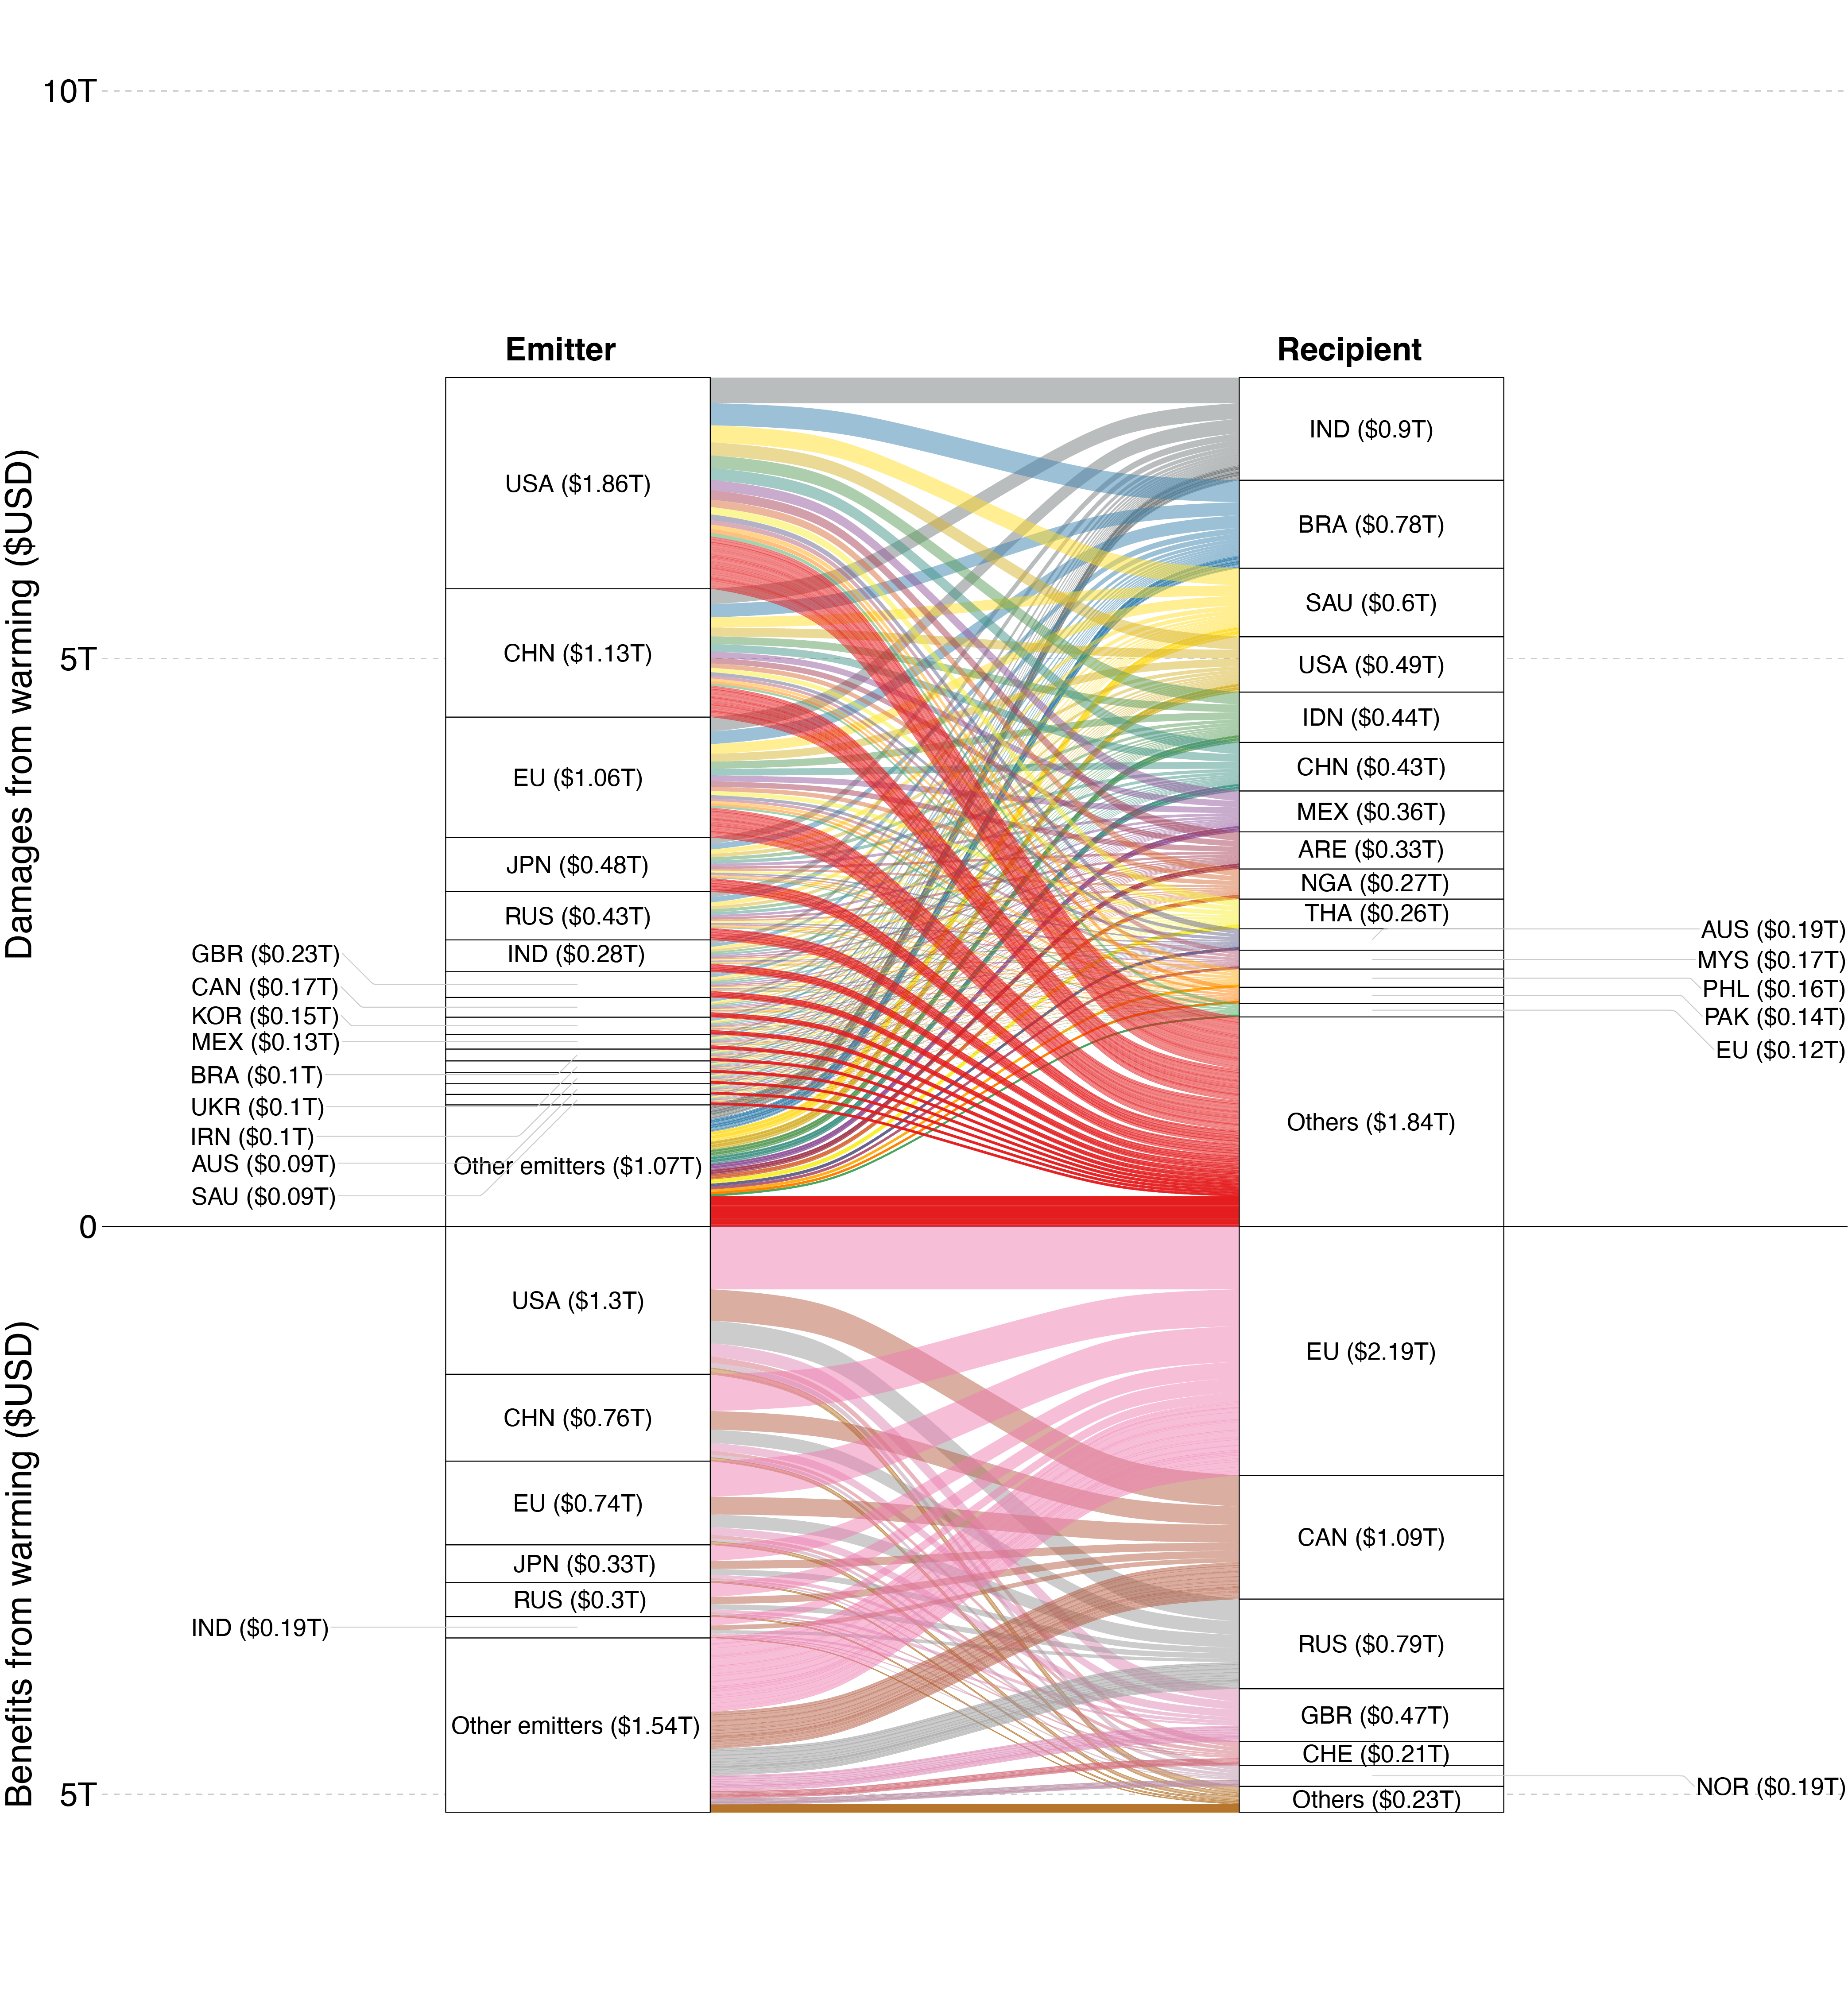 10T
Emitter
Recipient
Damages from warming ($USD)
5T
0
USA ($1.86T)
CHN ($1.13T)
EU ($1.06T)
JPN ($0.48T)
RUS ($0.43T)
IND ($0.28T)
GBR ($0.23T)
CAN ($0.17T)
KOR ($0.15T)
MEX ($0.13T)
BRA ($0.1T)
UKR ($0.1T)
IRN ($0.1T)
AUS ($0.09T)
SAU ($0.09T)
Other emitters ($1.07T)
IND ($0.9T)
BRA ($0.78T)
SAU ($0.6T)
USA ($0.49T)
IDN ($0.44T)
CHN ($0.43T)
MEX ($0.36T)
ARE ($0.33T)
NGA ($0.27T)
THA ($0.26T)
AUS ($0.19T)
MYS ($0.17T)
PHL ($0.16T)
PAK ($0.14T)
EU ($0.12T)
Others ($1.84T)
Benefits from warming ($USD)
5T
USA ($1.3T)
CHN ($0.76T)
EU ($0.74T)
JPN ($0.33T)
RUS ($0.3T)
IND ($0.19T)
Other emitters ($1.54T)
EU ($2.19T)
CAN ($1.09T)
RUS ($0.79T)
GBR ($0.47T)
CHE ($0.21T)
NOR ($0.19T)
Others ($0.23T)